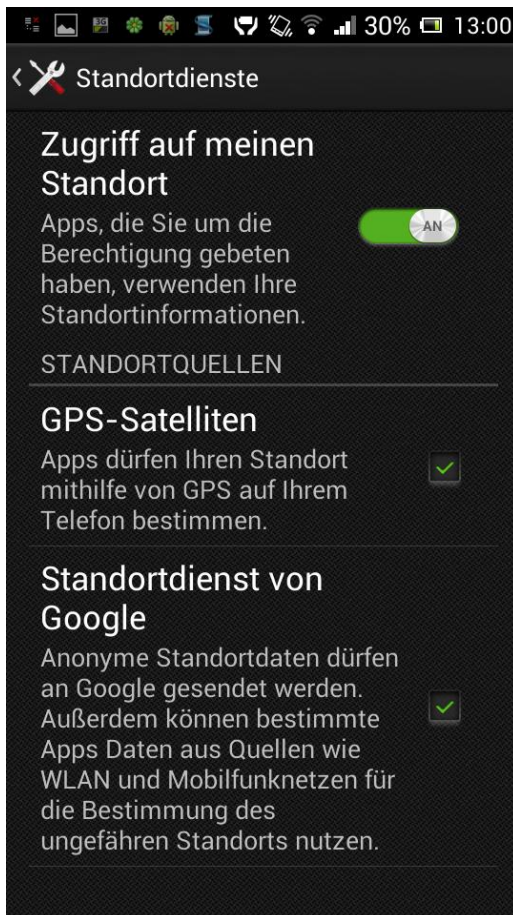 30% 13:00
Standortdienste
Zugriff auf meinen
Standort
Apps, die Sie um die
Berechtigung gebeten
haben, verwenden Ihre
Standortinformationen.
AN
STANDORTQUELLEN
GPS-Satelliten
Apps dürfen Ihren Standort
mithilfe von GPS auf Ihrem
Telefon bestimmen.
Standortdienst von
Google
Anonyme Standortdaten dürfen
an Google gesendet werden.
Außerdem können bestimmte
Apps Daten aus Quellen wie
WLAN und Mobilfunknetzen für
die Bestimmung des
ungefähren Standorts nutzen.